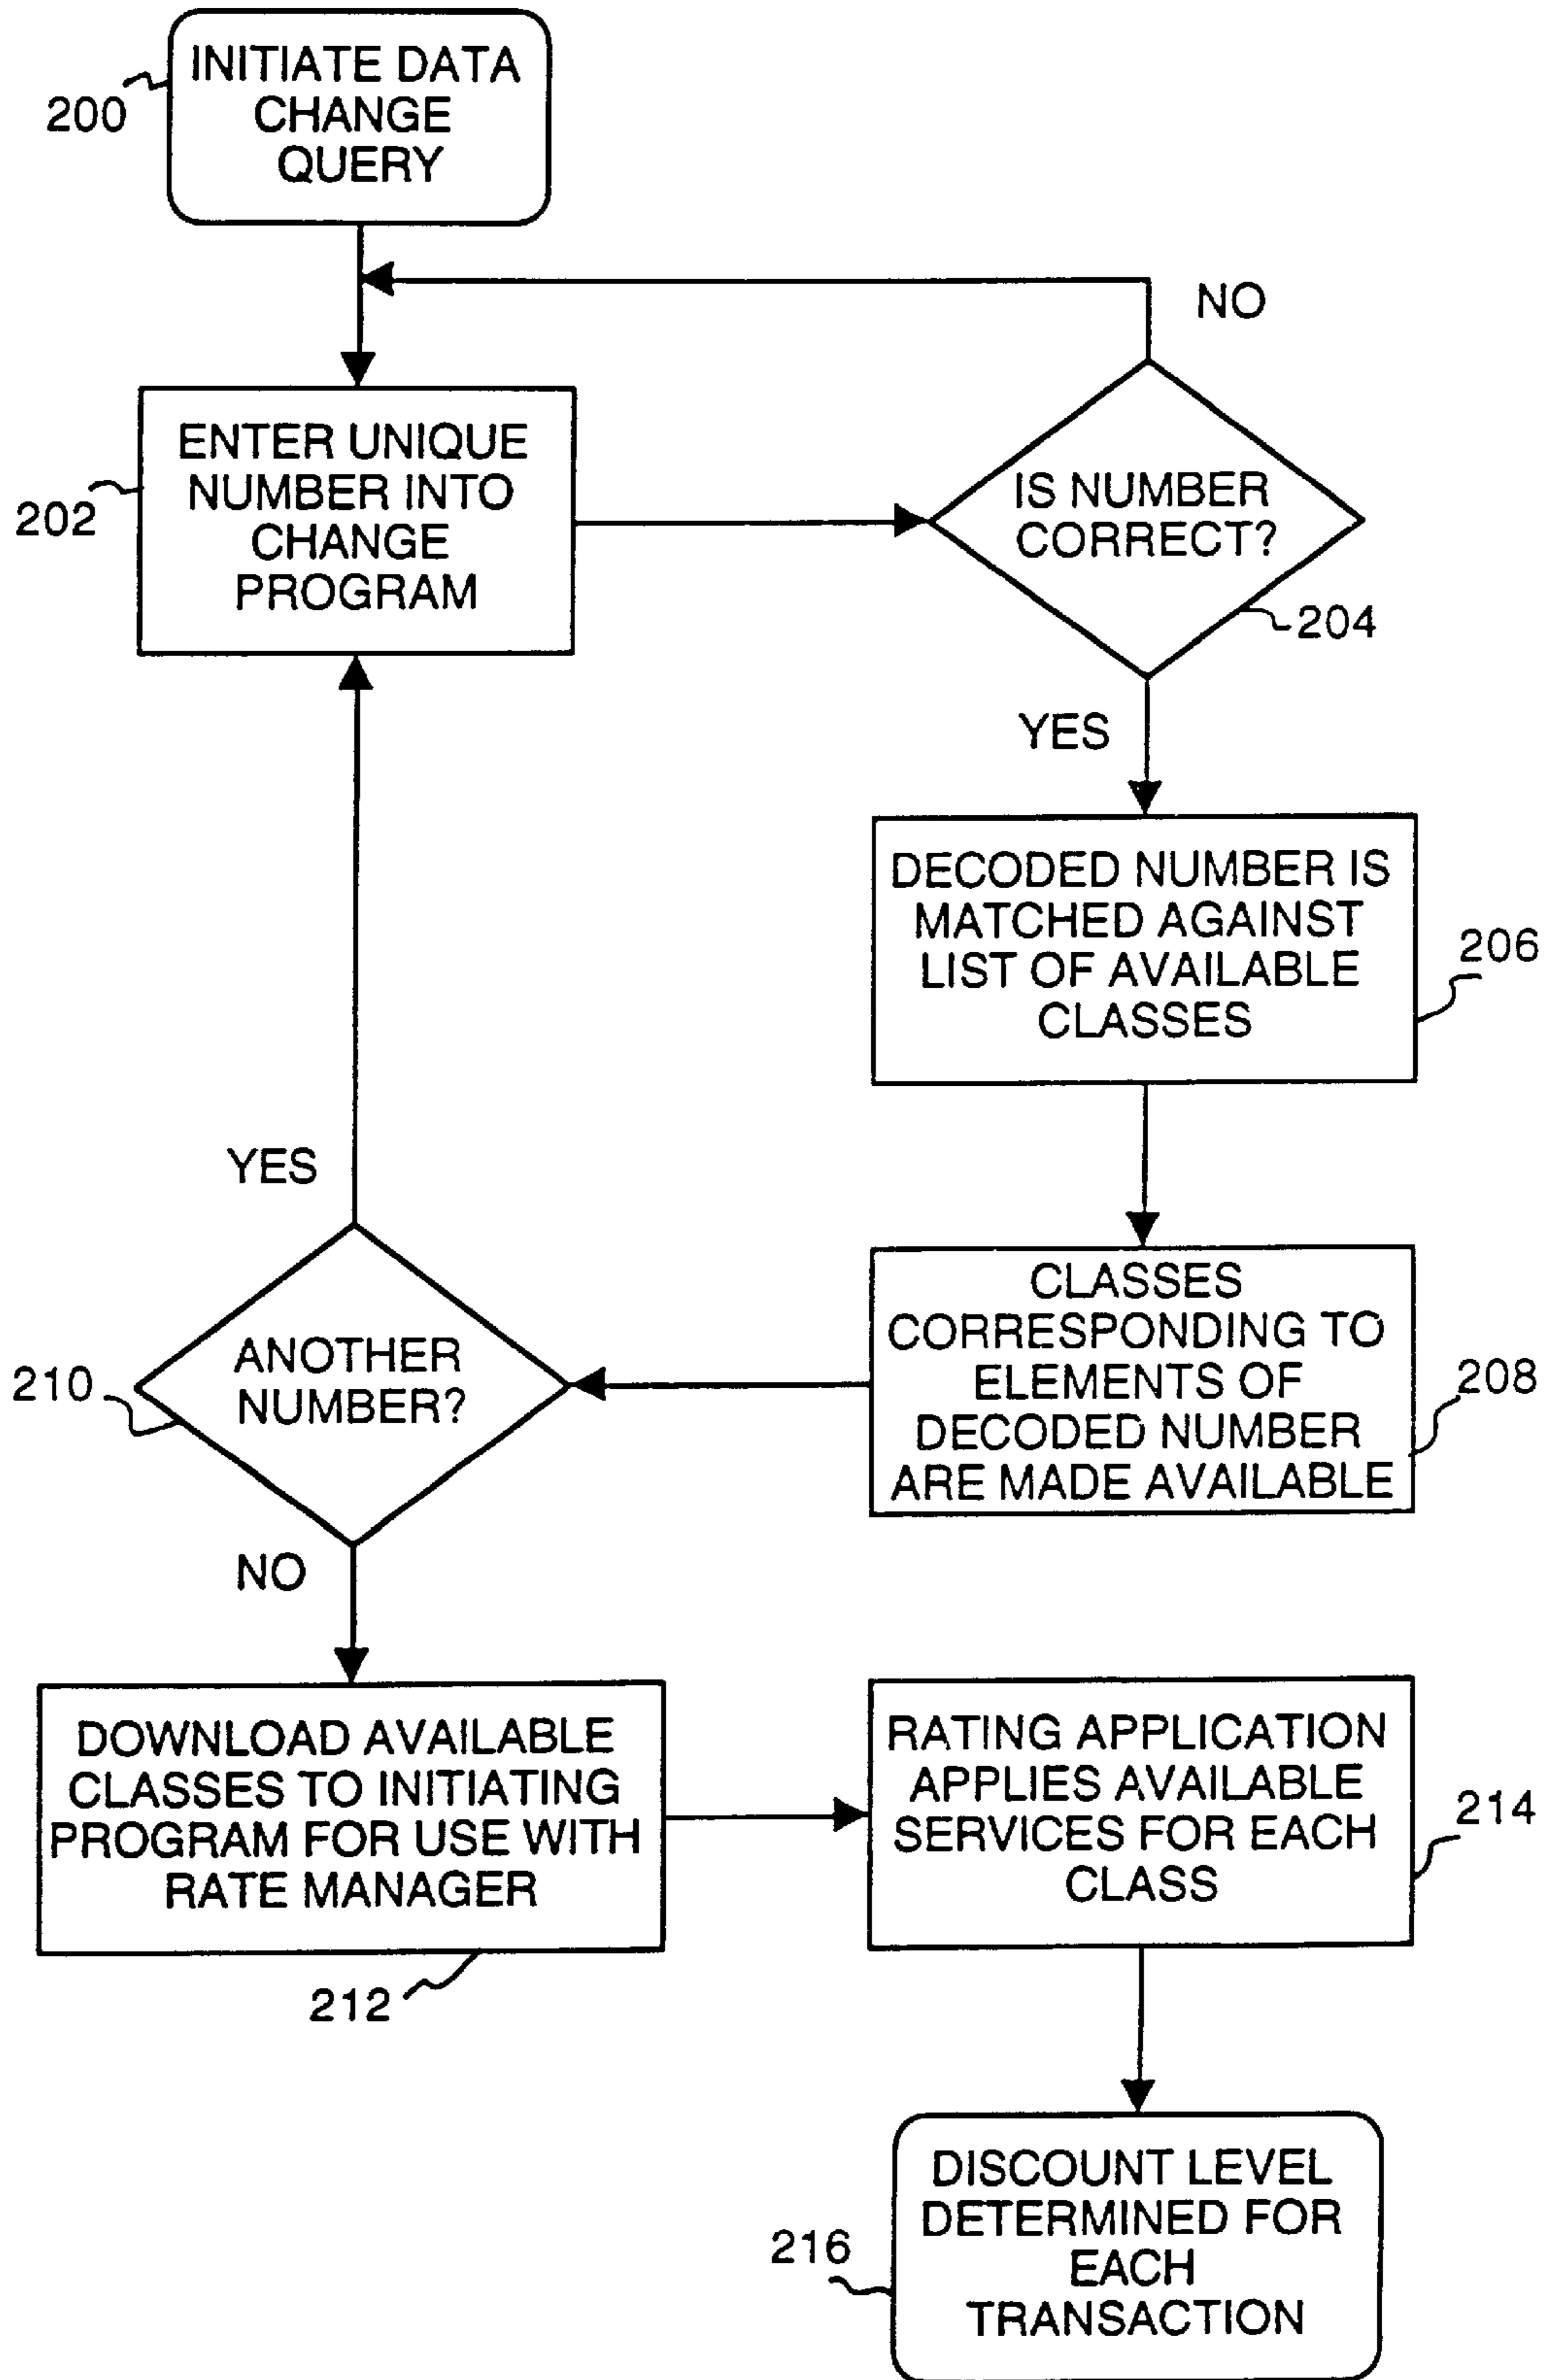 INITIATE DATA
CHANGE
QUERY
200
NO
ENTER UNIQUE
NUMBER INTO
CHANGE
PROGRAM
202
IS NUMBER
CORRECT?
204
YES
DECODED NUMBER IS
MATCHED AGAINST
LIST OF AVAILABLE
CLASSES
206
CLASSES
CORRESPONDING TO
ELEMENTS OF
DECODED NUMBER
ARE MADE AVAILABLE
208
YES
ANOTHER
NUMBER?
210
NO
DOWNLOAD AVAILABLE
CLASSES TO INITIATING
PROGRAM FOR USE WITH
RATE MANAGER
212
RATING APPLICATION
APPLIES AVAILABLE
SERVICES FOR EACH
CLASS
214
DISCOUNT LEVEL
DETERMINED FOR
EACH
TRANSACTION
216